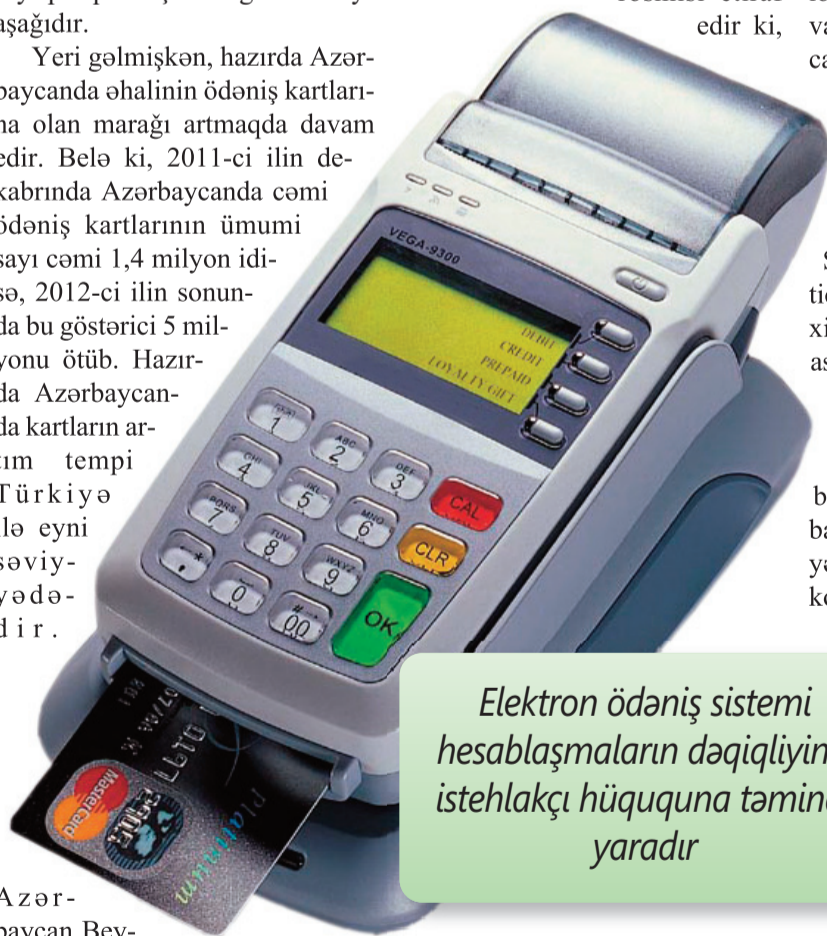 aşağıdır.
Yeri gəlmişkən, hazırda Azər-
baycanda əhalinin ödəniş kartları-
na olan marağı artmaqda davam
edir. Belə ki, 2011-ci ilin de-
kabrında Azərbaycanda cəmi
ödəniş kartlarının ümumi
sayı cəmi 1,4 milyon idi-
sə, 2012-ci ilin sonun-
da bu göstərici 5 mil-
yonu ötüb. Hazır-
da Azərbaycan-
da kartların ar-
tım tempi
Türkiyə
ilə eyni
səviy-
yədə-
dir.
Azər-
baycan Bey-
edir ki,
VEGA-9300
DEBIT
CREDIT
PREPAID
LOYALTY GIFT
1
ABC 2
DEF 3
CAL
GHI 4
JKL 5
MNO 6
CLR
PQRS 7
TUV 8
WXYZ 9
OK
0
00
MasterCard
Platinum
Elektron ödəniş sistemi
hesablaşmaların dəqiqliyin
istehlakçı hüququna təmin
yaradır